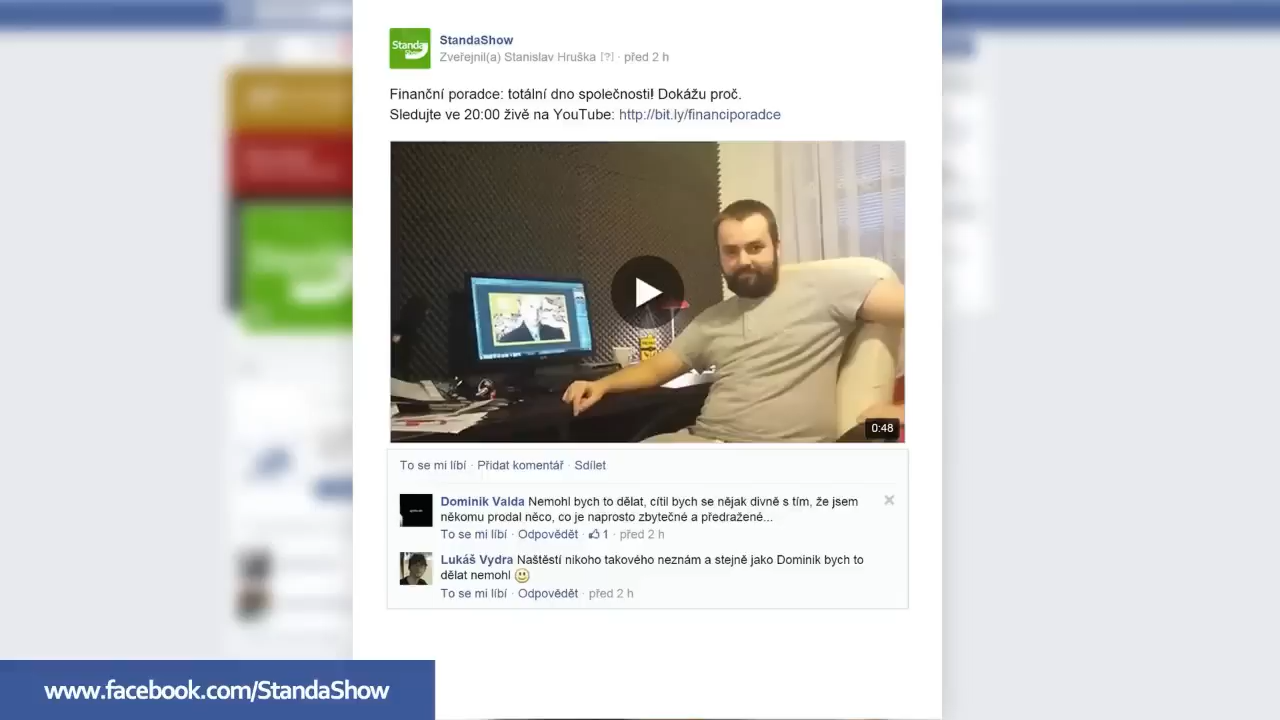 Standa
Show
StandaShow
Zveřejnil(a) Stanislav Hruška [?] · před 2 h
Finanční poradce: totální dno společnosti! Dokážu proč.
Sledujte ve 20:00 živě na YouTube: http://bit.ly/financiporadce
0:48
To se mi líbí · Přidat komentář · Sdílet
Dominik Valda Nemohl bych to dělat, cítil bych se nějak divně s tím, že jsem
někomu prodal něco, co je naprosto zbytečné a předražené...
To se mi líbí · Odpovědět · 1 · před 2 h
Lukáš Vydra Naštěstí nikoho takového neznám a stejně jako Dominik bych to
dělat nemohl
To se mi líbí · Odpovědět · před 2 h
www.facebook.com/StandaShow